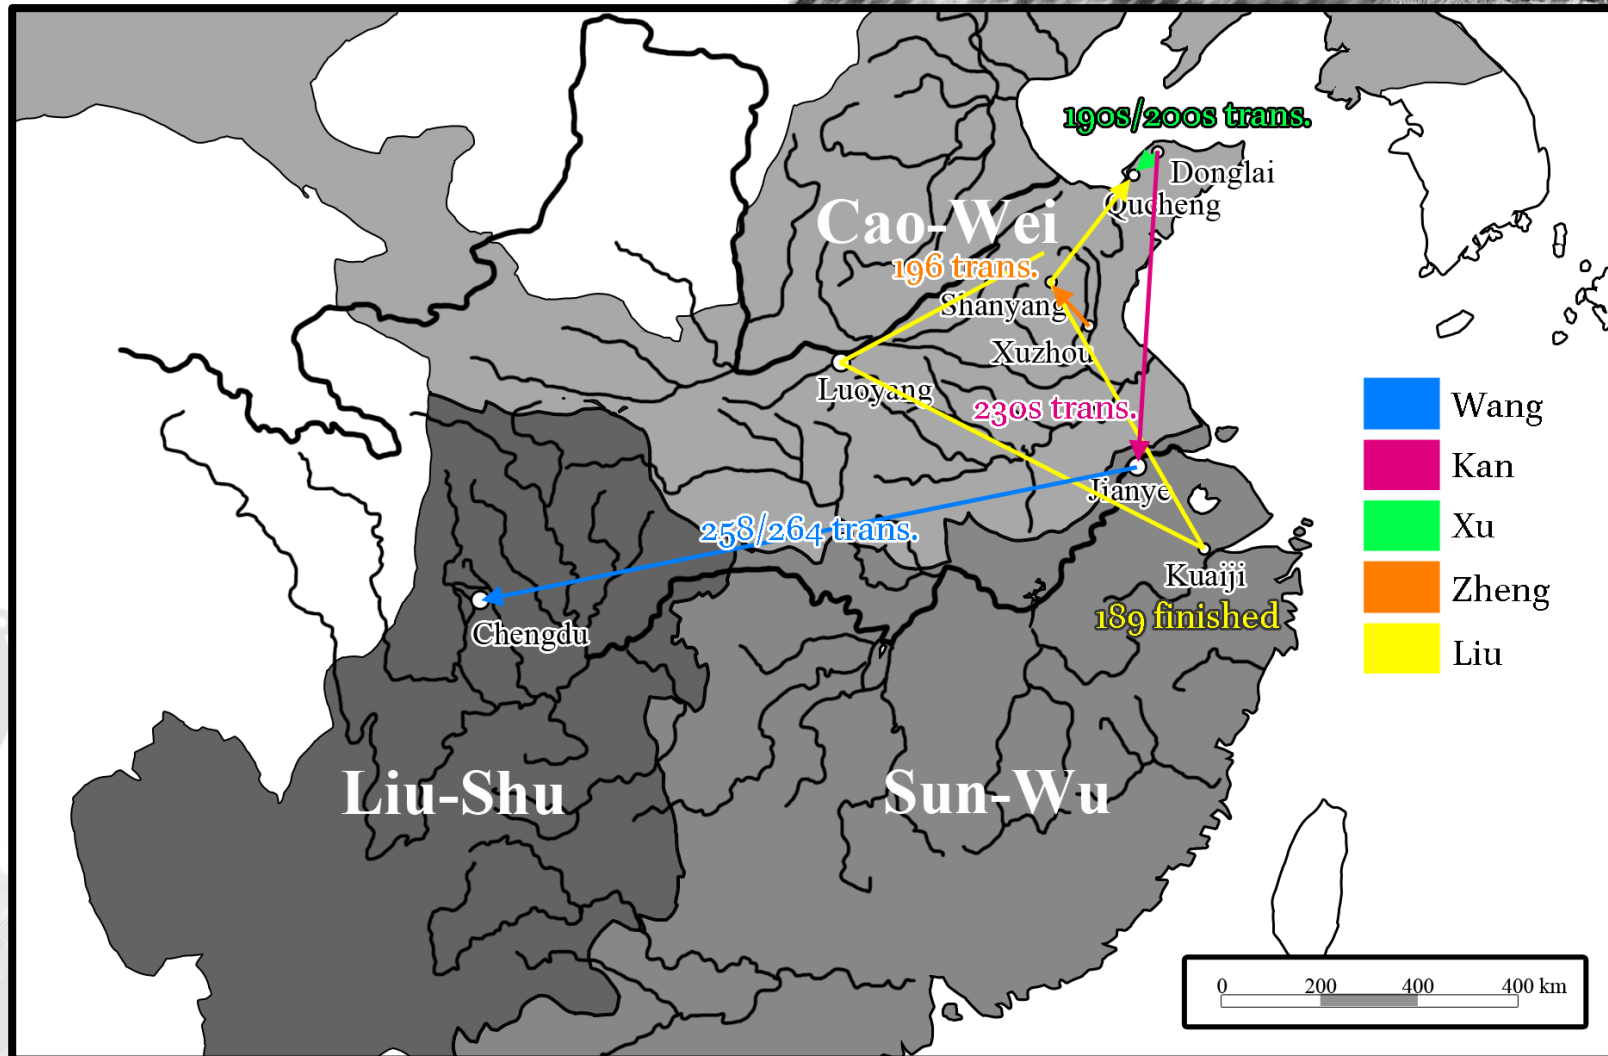 190s/200s trans.
Donglai
Qucheng
Cao-Wei
196 trans.
Shanyang
Xuzhou
Luoyang
230s trans.
Jianye
258/264 trans.
Kuaiji
189 finished
Chengdu
Liu-Shu
Sun-Wu
Wang
Kan
Xu
Zheng
Liu
0 200 400 400 km